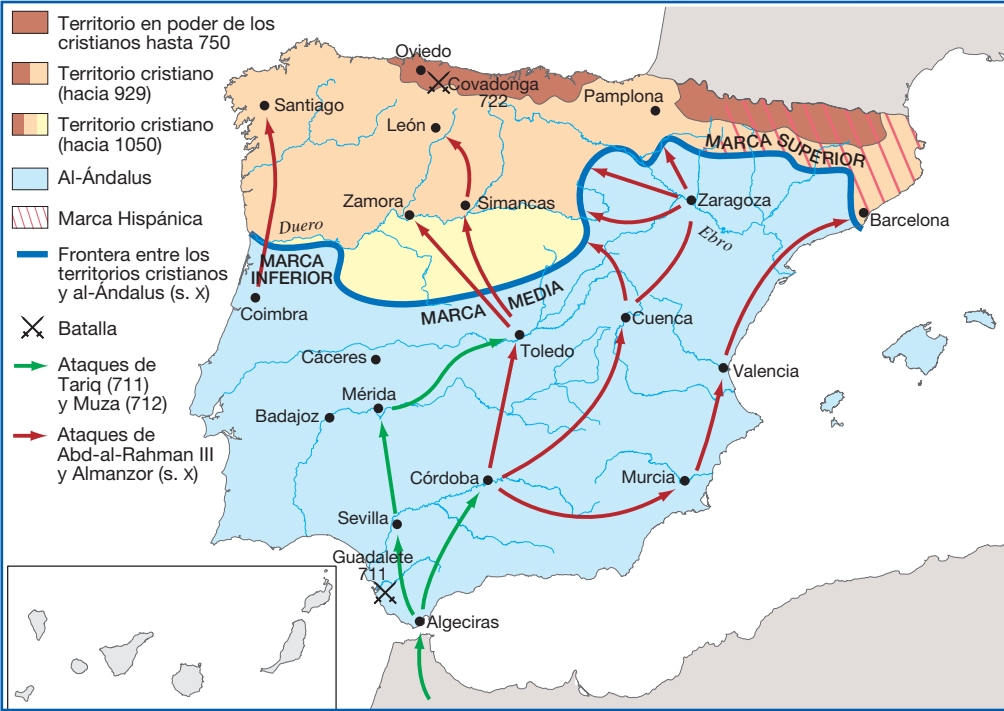 Territorio en poder de los
cristianos hasta 750
Territorio cristiano
(hacia 929)
Territorio cristiano
(hacia 1050)
Al-Ándalus
Marca Hispánica
Frontera entre los
territorios cristianos
y al-Ándalus (s. X)
Batalla
Ataques de
Tariq (711)
y Muza (712)
Ataques de
Abd-al-Rahman III
y Almanzor (s. X)
Oviedo
Covadonga
722
Pamplona
Santiago
León
MARCA SUPERIOR
Zamora
Simancas
Zaragoza
Barcelona
Duero
Ebro
MARCA
INFERIOR
MARCA MEDIA
Coimbra
Cuenca
Toledo
Cáceres
Valencia
Mérida
Badajoz
Córdoba
Murcia
Sevilla
Guadalete
711
Algeciras